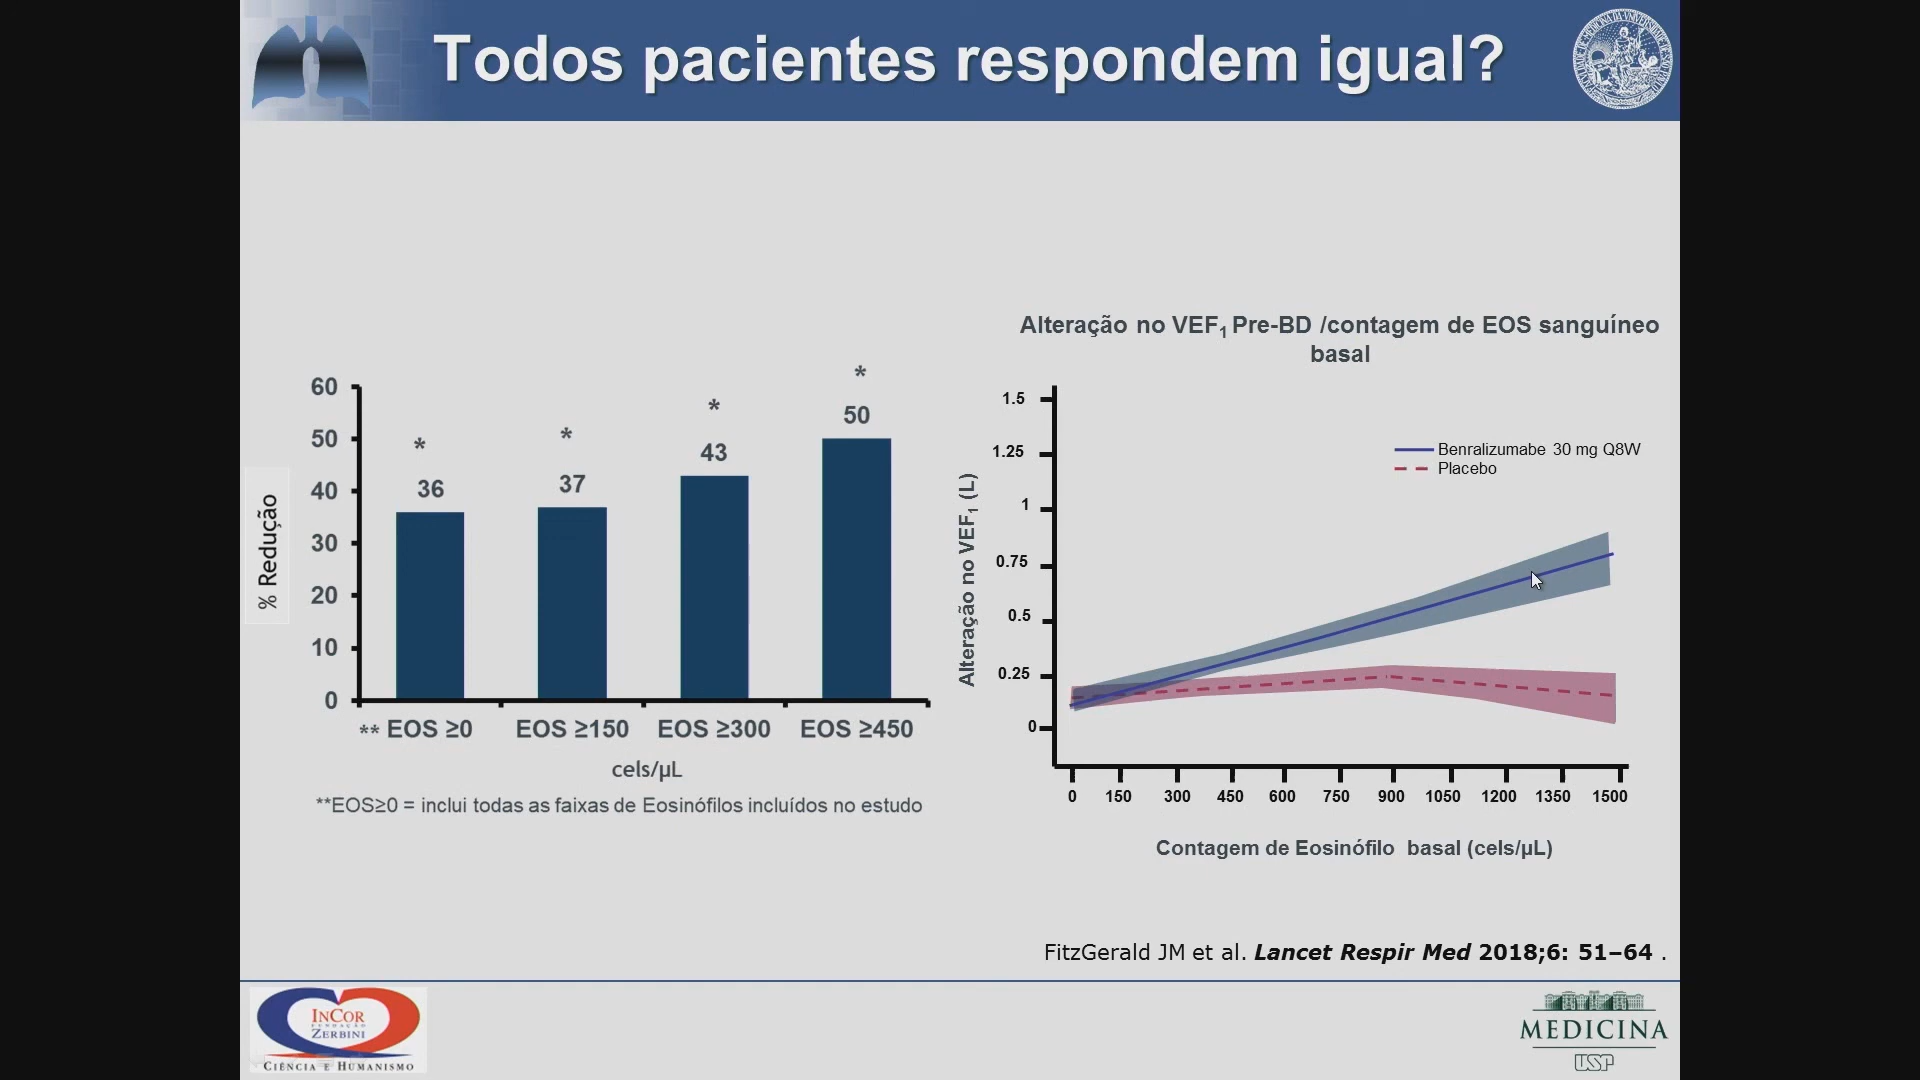 Todos pacientes respondem igual?
% Redução
60
50
40
30
20
10
0
*
36
*
37
*
43
*
50
** EOS ≥0
EOS ≥150
EOS ≥300
EOS ≥450
cels/µL
**EOS≥0 = inclui todas as faixas de Eosinófilos incluídos no estudo
Alteração no VEF₁ Pre-BD /contagem de EOS sanguíneo
basal
Alteração no VEF₁ (L)
1.5
1.25
1
0.75
0.5
0.25
0
Benralizumabe 30 mg Q8W
Placebo
0 150 300 450 600 750 900 1050 1200 1350 1500
Contagem de Eosinófilo basal (cels/µL)
FitzGerald JM et al. Lancet Respir Med 2018;6: 51–64 .
INCOR
FUNDAÇÃO
ZERBINI
CIÊNCIA E HUMANISMO
MEDICINA
USP